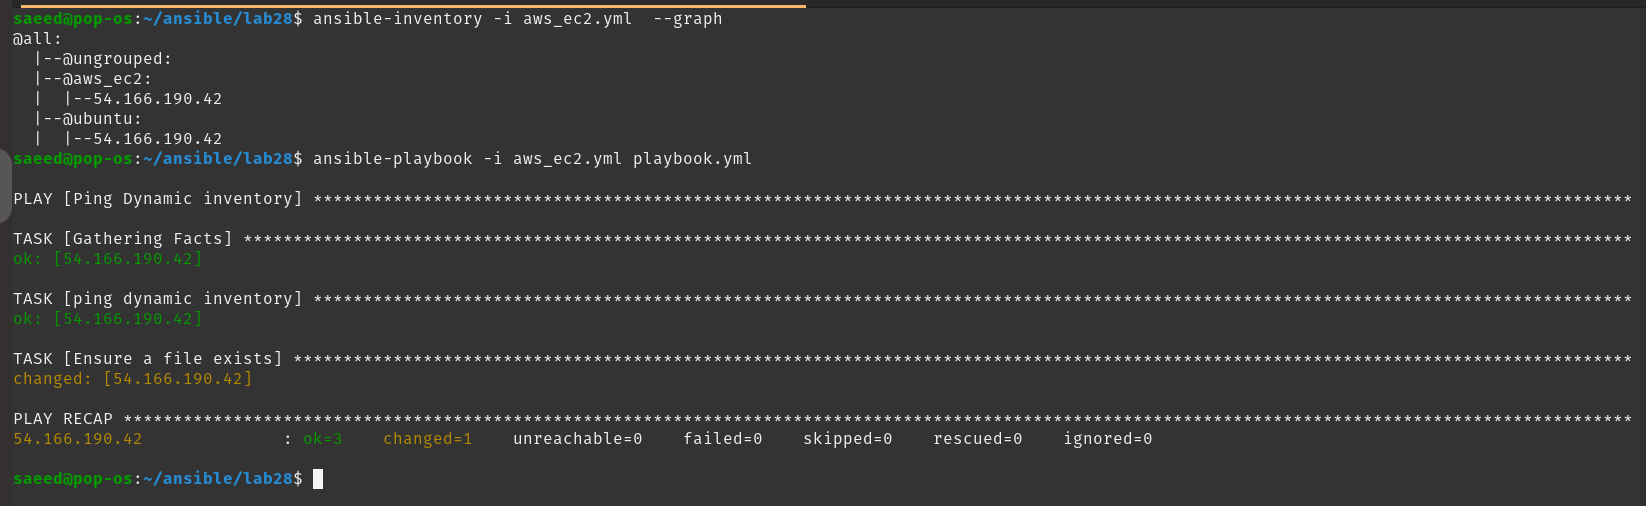 saeed@pop-os:~/ansible/lab28$ ansible-inventory -i aws_ec2.yml  --graph
@all:
  |--@ungrouped:
  |--@aws_ec2:
  |  |--54.166.190.42
  |--@ubuntu:
  |  |--54.166.190.42
saeed@pop-os:~/ansible/lab28$ ansible-playbook -i aws_ec2.yml playbook.yml
PLAY [Ping Dynamic inventory] ************************************************************************************************************************************
TASK [Gathering Facts] *******************************************************************************************************************************************
ok: [54.166.190.42]
TASK [ping dynamic inventory] ************************************************************************************************************************************
ok: [54.166.190.42]
TASK [Ensure a file exists] **************************************************************************************************************************************
changed: [54.166.190.42]
PLAY RECAP *******************************************************************************************************************************************************
54.166.190.42              : ok=3    changed=1    unreachable=0    failed=0    skipped=0    rescued=0    ignored=0
saeed@pop-os:~/ansible/lab28$